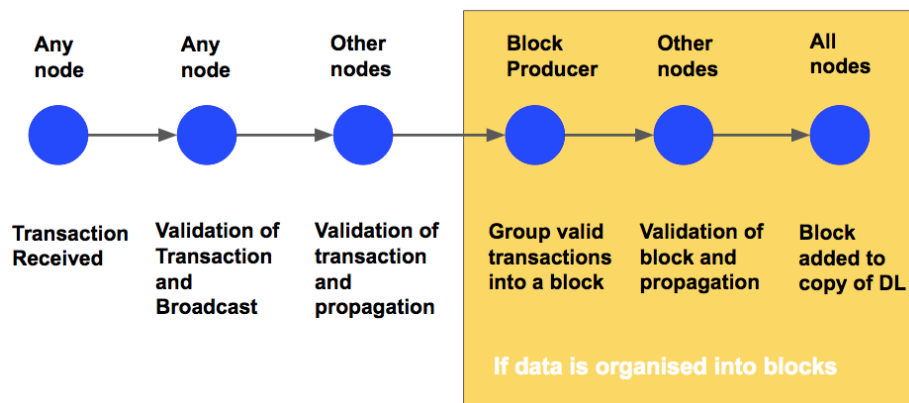 Any
node
Any
node
Other
nodes
Block
Producer
Other
nodes
All
nodes
Transaction
Received
Validation of
Transaction
and
Broadcast
Validation of
transaction
and
propagation
Group valid
transactions
into a block
Validation of
block and
propagation
Block
added to
copy of DL
If data is organised into blocks